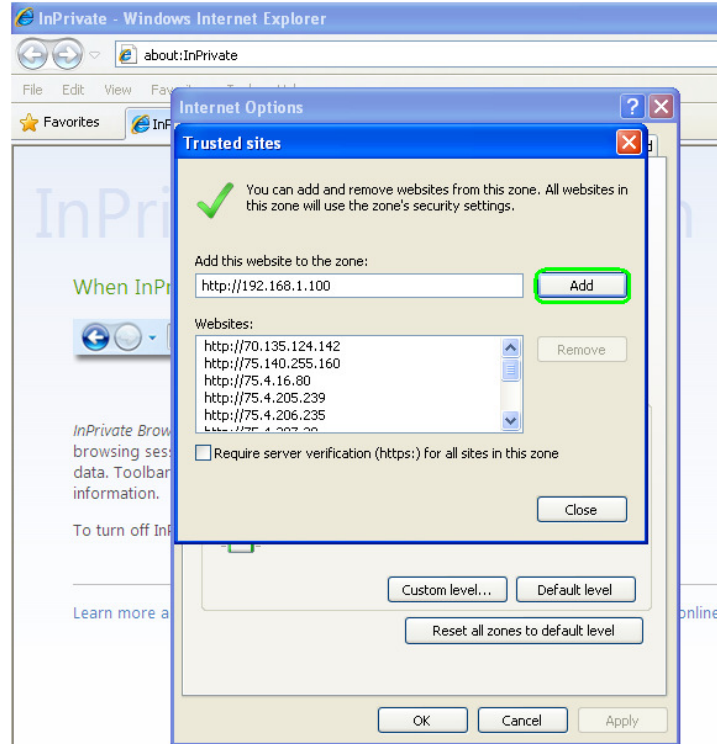 InPrivate - Windows Internet Explorer
about:InPrivate
File Edit View
Favorites
Internet Options
Trusted sites
You can add and remove websites from this zone. All websites in
this zone will use the zone's security settings.
Add this website to the zone:
http://192.168.1.100
Add
Websites:
http://70.135.124.142
http://75.140.255.160
http://75.4.16.80
http://75.4.205.239
http://75.4.206.235
Remove
Require server verification (https:) for all sites in this zone
Close
When
InPrivate
browsing
data. Toolbar
information.
To turn off
Learn more
Custom level...
Default level
Reset all zones to default level
OK
Cancel
Apply